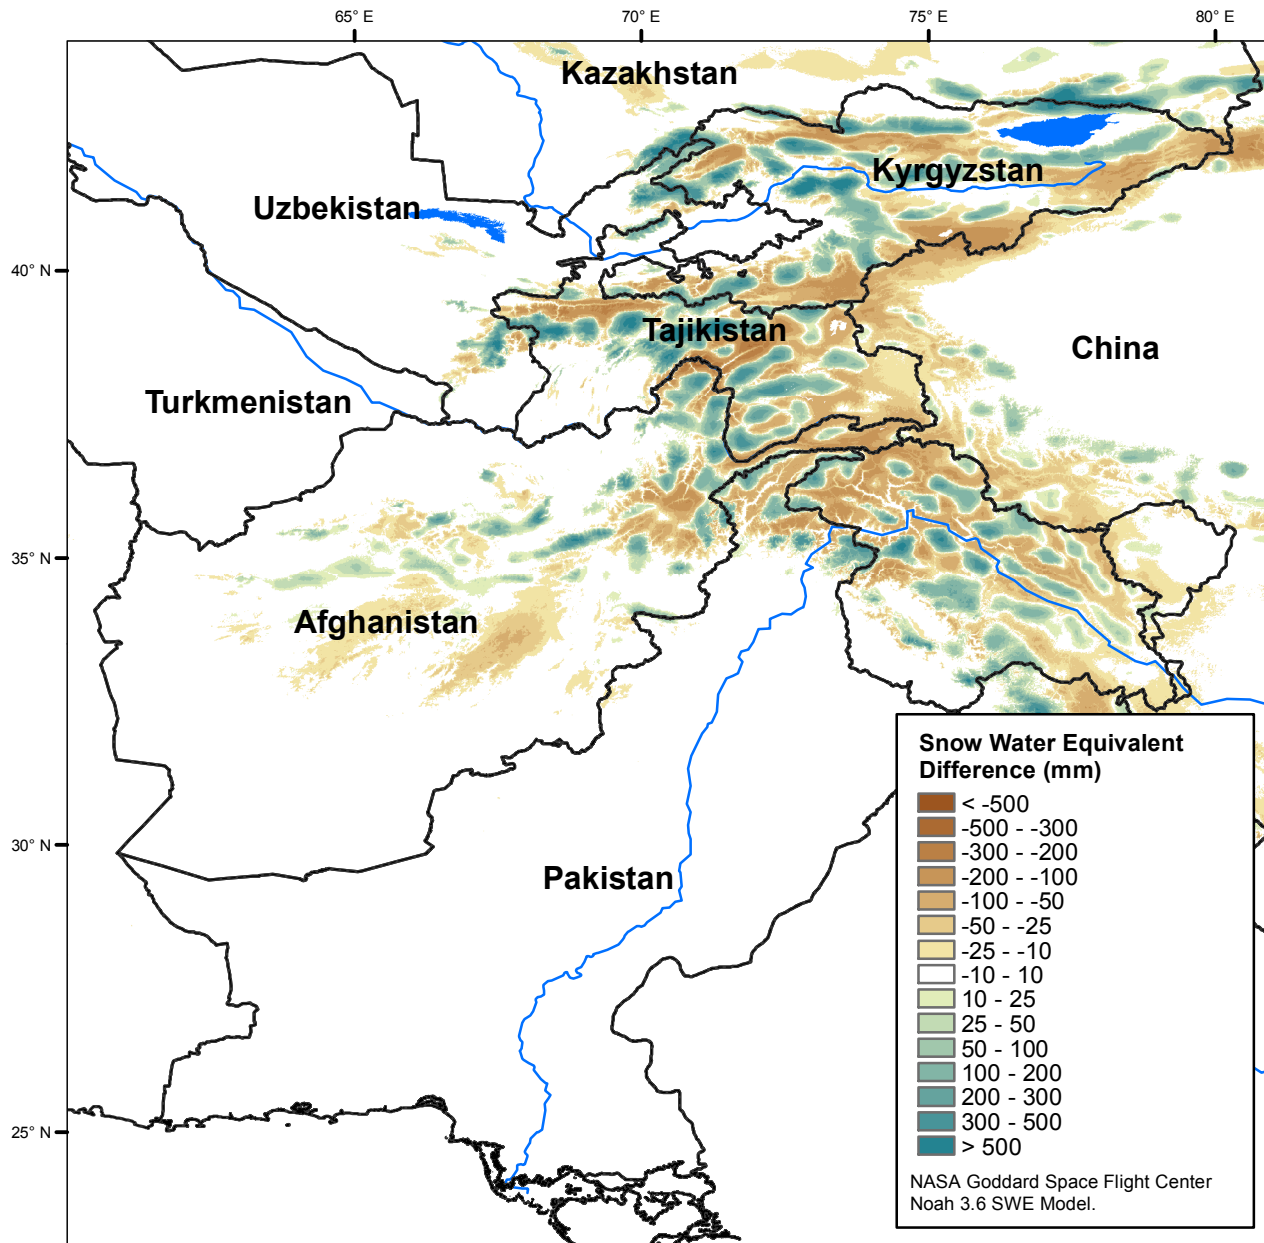 65° E
70° E
75° E
80° E
Kazakhstan
Kyrgyzstan
Uzbekistan
40° N
Tajikistan
China
Turkmenistan
35° N
Afghanistan
Snow Water Equivalent
Difference (mm)
< -500
-500 - -300
-300 - -200
-200 - -100
-100 - -50
-50 - -25
-25 - -10
-10 - 10
10 - 25
25 - 50
50 - 100
100 - 200
200 - 300
300 - 500
> 500
30° N
Pakistan
25° N
NASA Goddard Space Flight Center
Noah 3.6 SWE Model.